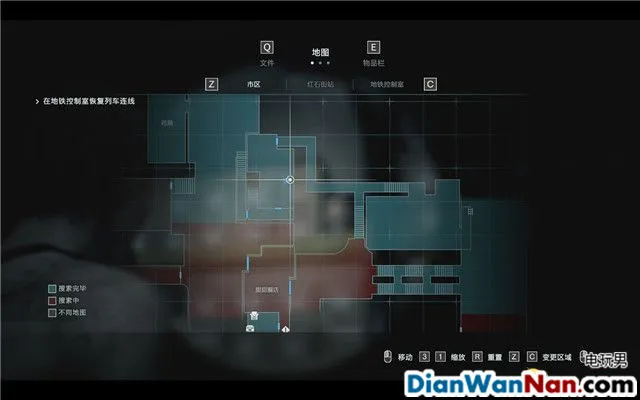 Q
E
文件
地图
物品栏
Z
市区
红石街站
地铁控制室
C
> 在地铁控制室恢复列车连线
药局
甜甜圈店
搜索完毕
搜索中
不同地图
移动
3 1 缩放
R 重置
Z C 变更区域
电玩男
DianWanNan.com